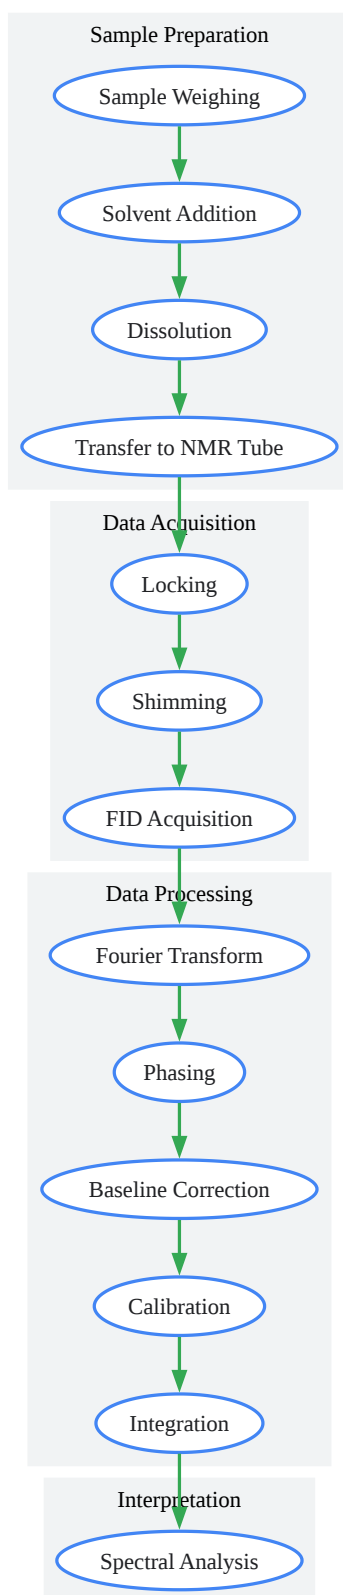 Sample Preparation
Sample Weighing
Solvent Addition
Dissolution
Transfer to NMR Tube
Data Acquisition
Locking
Shimming
FID Acquisition
Data Processing
Fourier Transform
Phasing
Baseline Correction
Calibration
Integration
Interpretation
Spectral Analysis